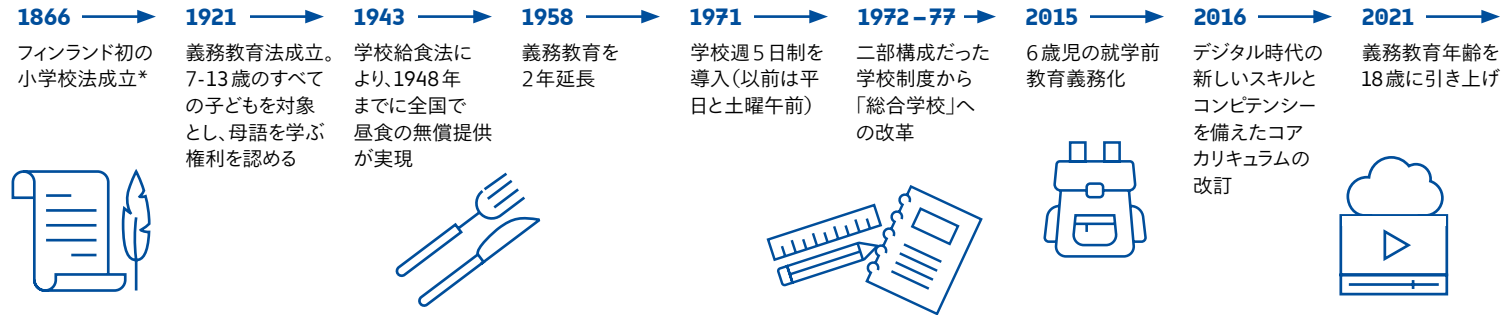 1866
フィンランド初の
小学校法成立*
1921
義務教育法成立。
7-13歳のすべて
の子どもを対象
とし、母語を学ぶ
権利を認める
1943
学校給食法に
より、1948年
までに全国で
昼食の無償提供
が実現
1958
義務教育を
2年延長
1971
学校週5日制を
導入(以前は平
日と土曜午前)
1972–77
二部構成だった
学校制度から
「総合学校」へ
の改革
2015
6歳児の就学前
教育義務化
2016
デジタル時代の
新しいスキルと
コンピテンシー
を備えたコア
カリキュラムの
改訂
2021
義務教育年齢を
18歳に引き上げ